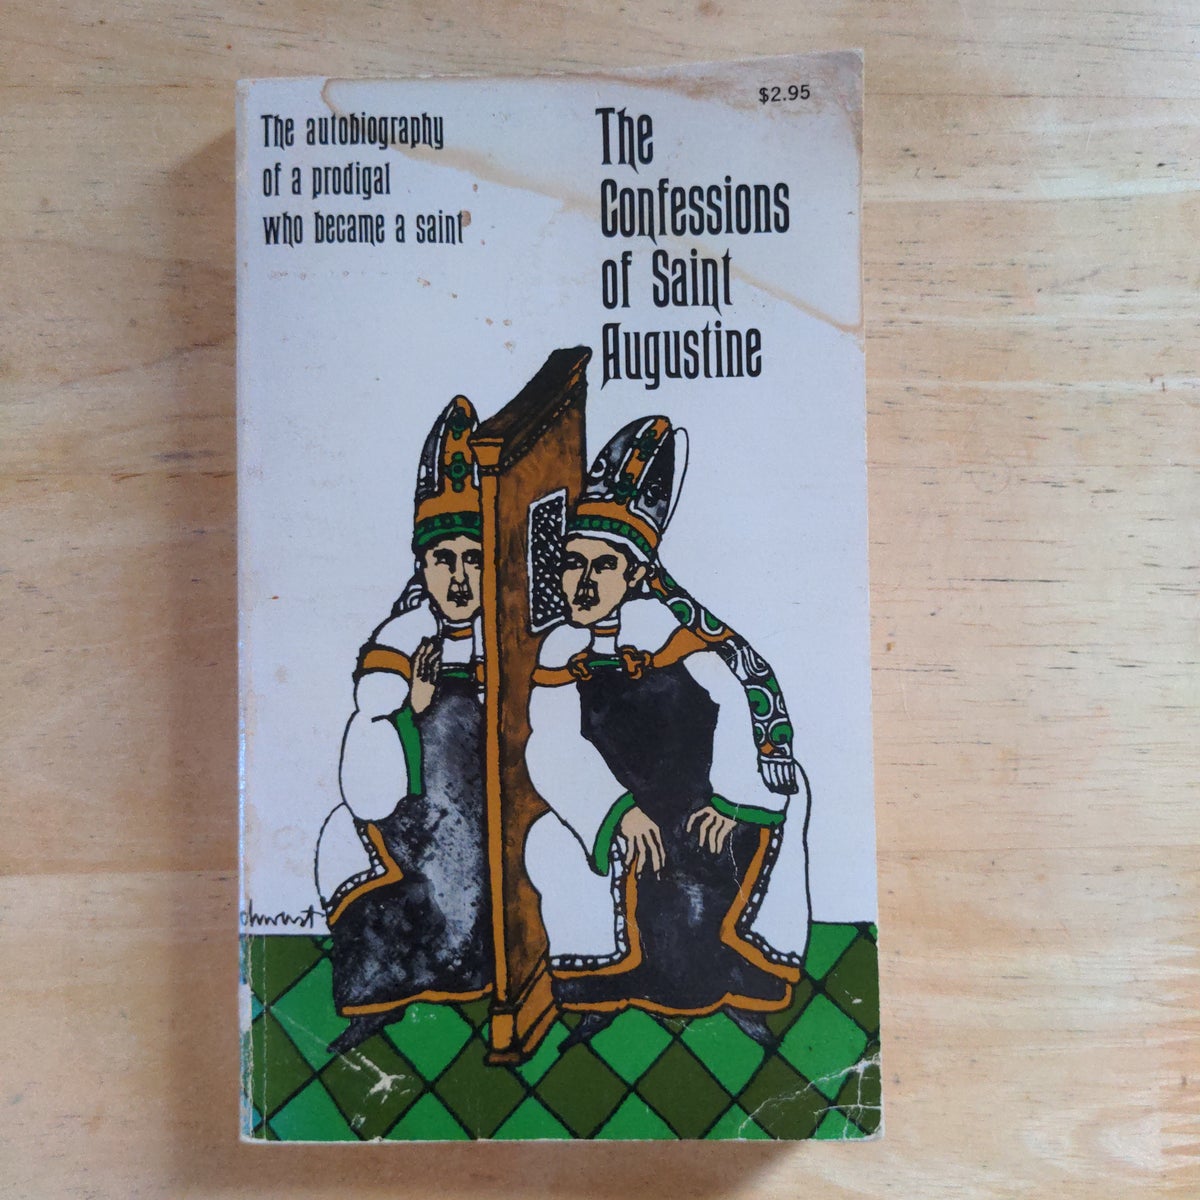 $2.95
The autobiography
of a prodigal
who became a saint
The
Confessions
of Saint
Augustine